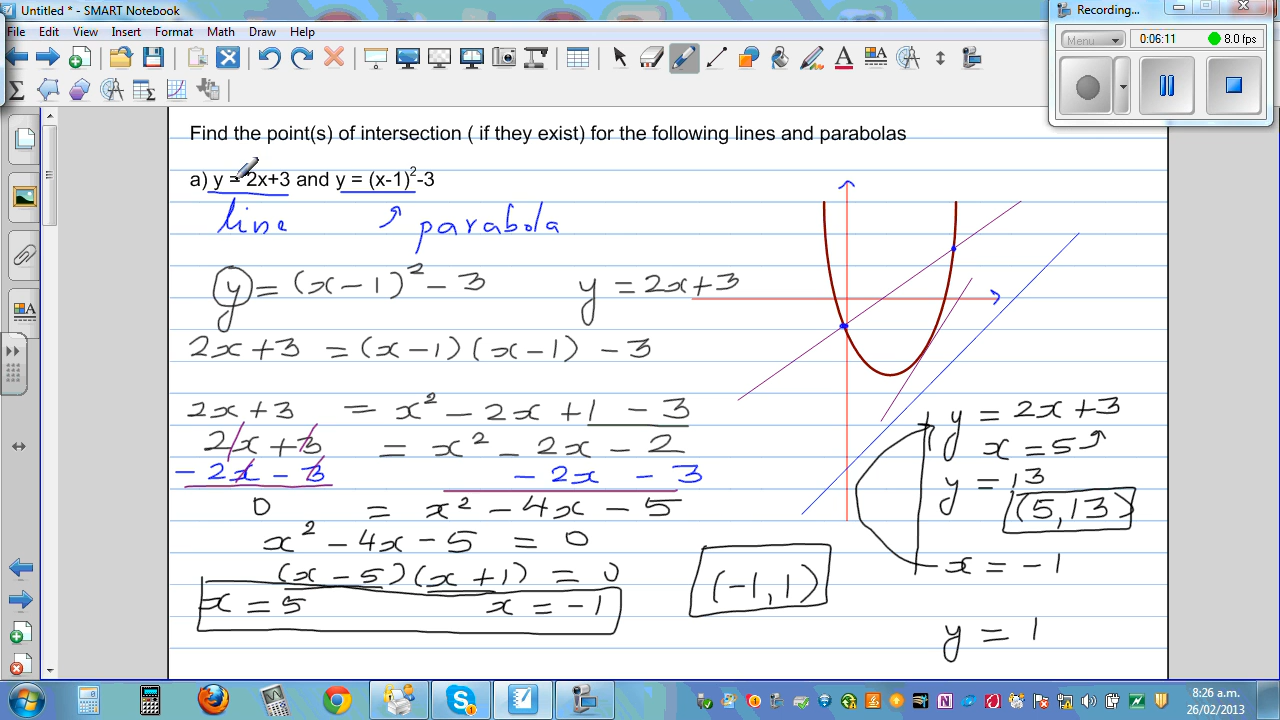 Untitled * - SMART Notebook
File Edit View Insert Format Math Draw Help
Recording...
Menu 0:06:11 8.0 fps
Find the point(s) of intersection ( if they exist) for the following lines and parabolas
a) y = 2x+3 and y = (x-1)²-3
line parabola
y = (x-1)² - 3 y = 2x+3
2x+3 = (x-1)(x-1) - 3
2x+3 = x² - 2x + 1 - 3
2x+3 = x² - 2x - 2
- 2x - 3 - 2x - 3
0 = x² - 4x - 5
x² - 4x - 5 = 0
(x-5)(x+1) = 0
x = 5 x = -1
(-1,1)
y = 2x+3
x = 5
y = 13
(5,13)
x = -1
y = 1
8:26 a.m.
26/02/2013